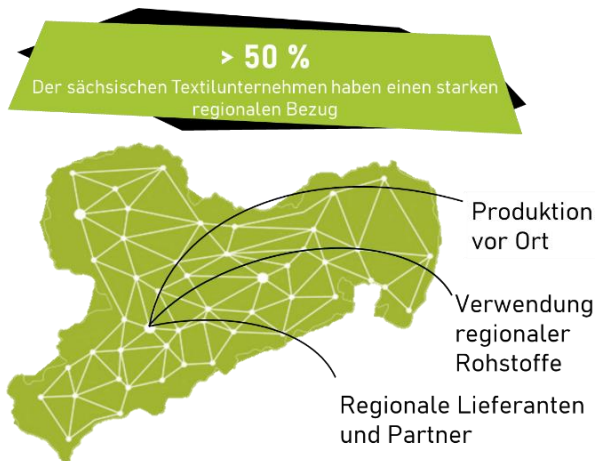 > 50 %
Der sächsischen Textilunternehmen haben einen starken
regionalen Bezug
Produktion
vor Ort
Verwendung
regionaler
Rohstoffe
Regionale Lieferanten
und Partner